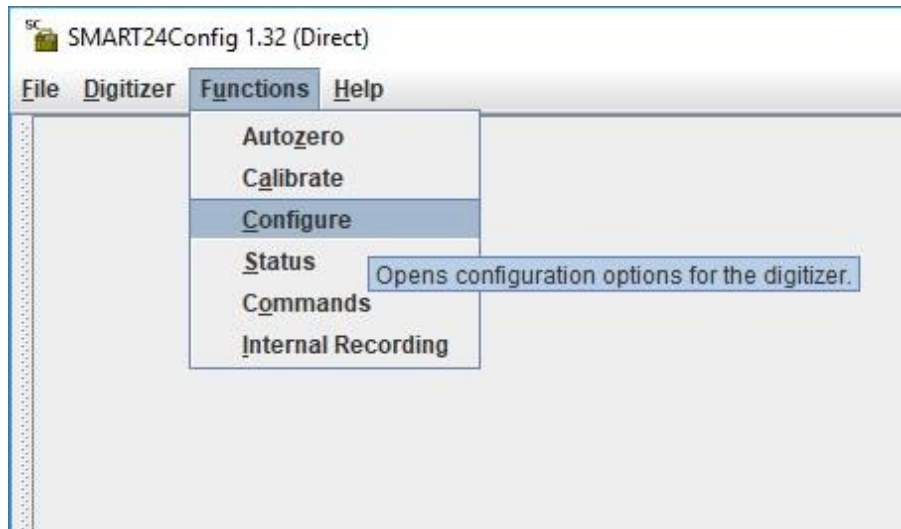 SC
SMART24Config 1.32 (Direct)
File Digitizer Functions Help
Autozero
Calibrate
Configure
Status
Opens configuration options for the digitizer.
Commands
Internal Recording